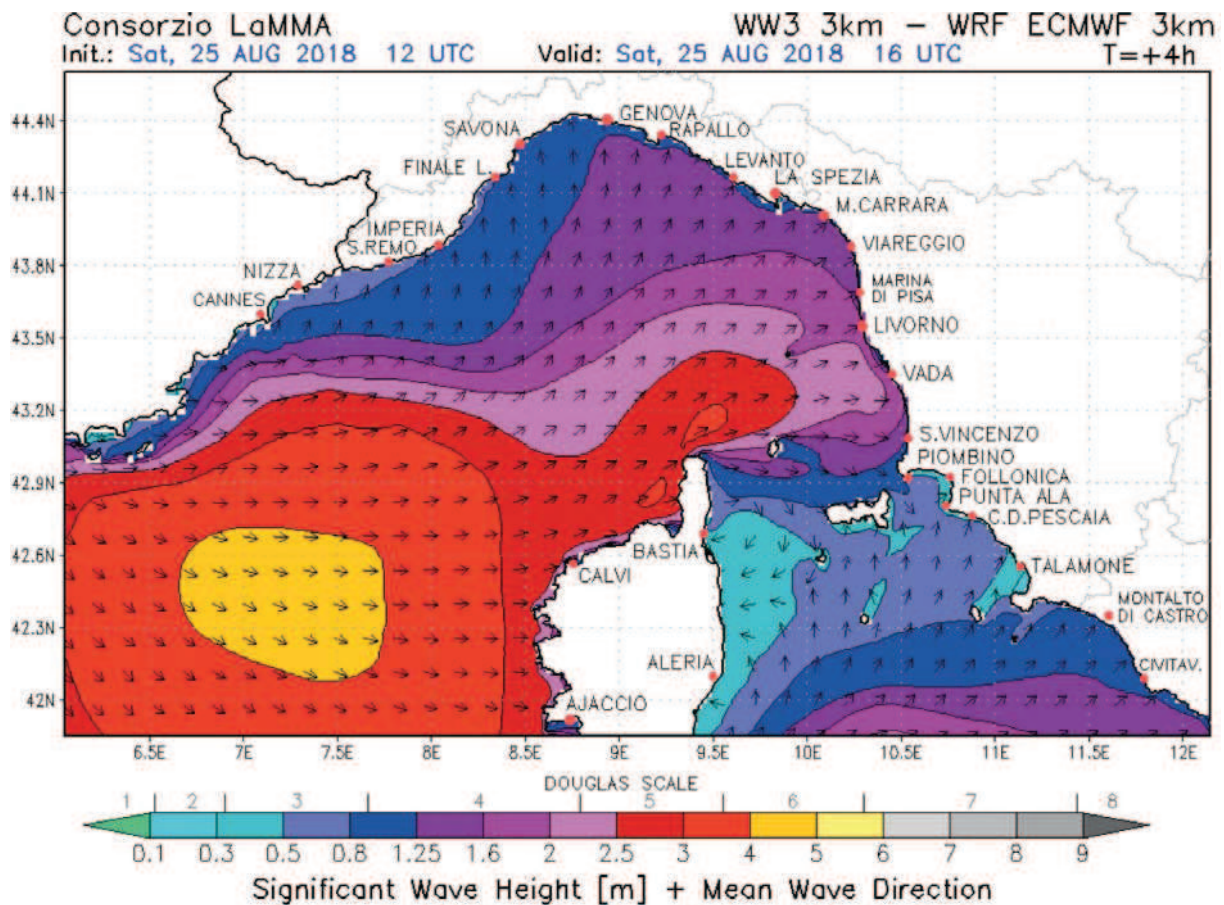 Consorzio LaMMA WW3 3km – WRF ECMWF 3km
Init.: Sat, 25 AUG 2018 12 UTC Valid: Sat, 25 AUG 2018 16 UTC T=+4h
44.4N
44.1N
43.8N
43.5N
43.2N
42.9N
42.6N
42.3N
42N
GENOVA
SAVONA
RAPALLO
FINALE L.
LEVANTO
LA SPEZIA
M.CARRARA
IMPERIA
S.REMO
VIAREGGIO
NIZZA
MARINA
DI PISA
CANNES
LIVORNO
VADA
S.VINCENZO
PIOMBINO
FOLLONICA
PUNTA ALA
C.D.PESCAIA
BASTIA
CALVI
TALAMONE
MONTALTO
DI CASTRO
ALERIA
CIVITAV.
AJACCIO
6.5E 7E 7.5E 8E 8.5E 9E 9.5E 10E 10.5E 11E 11.5E 12E
DOUGLAS SCALE
1 2 3 4 5 6 7 8
0.1 0.3 0.5 0.8 1.25 1.6 2 2.5 3 4 5 6 7 8 9
Significant Wave Height [m] + Mean Wave Direction